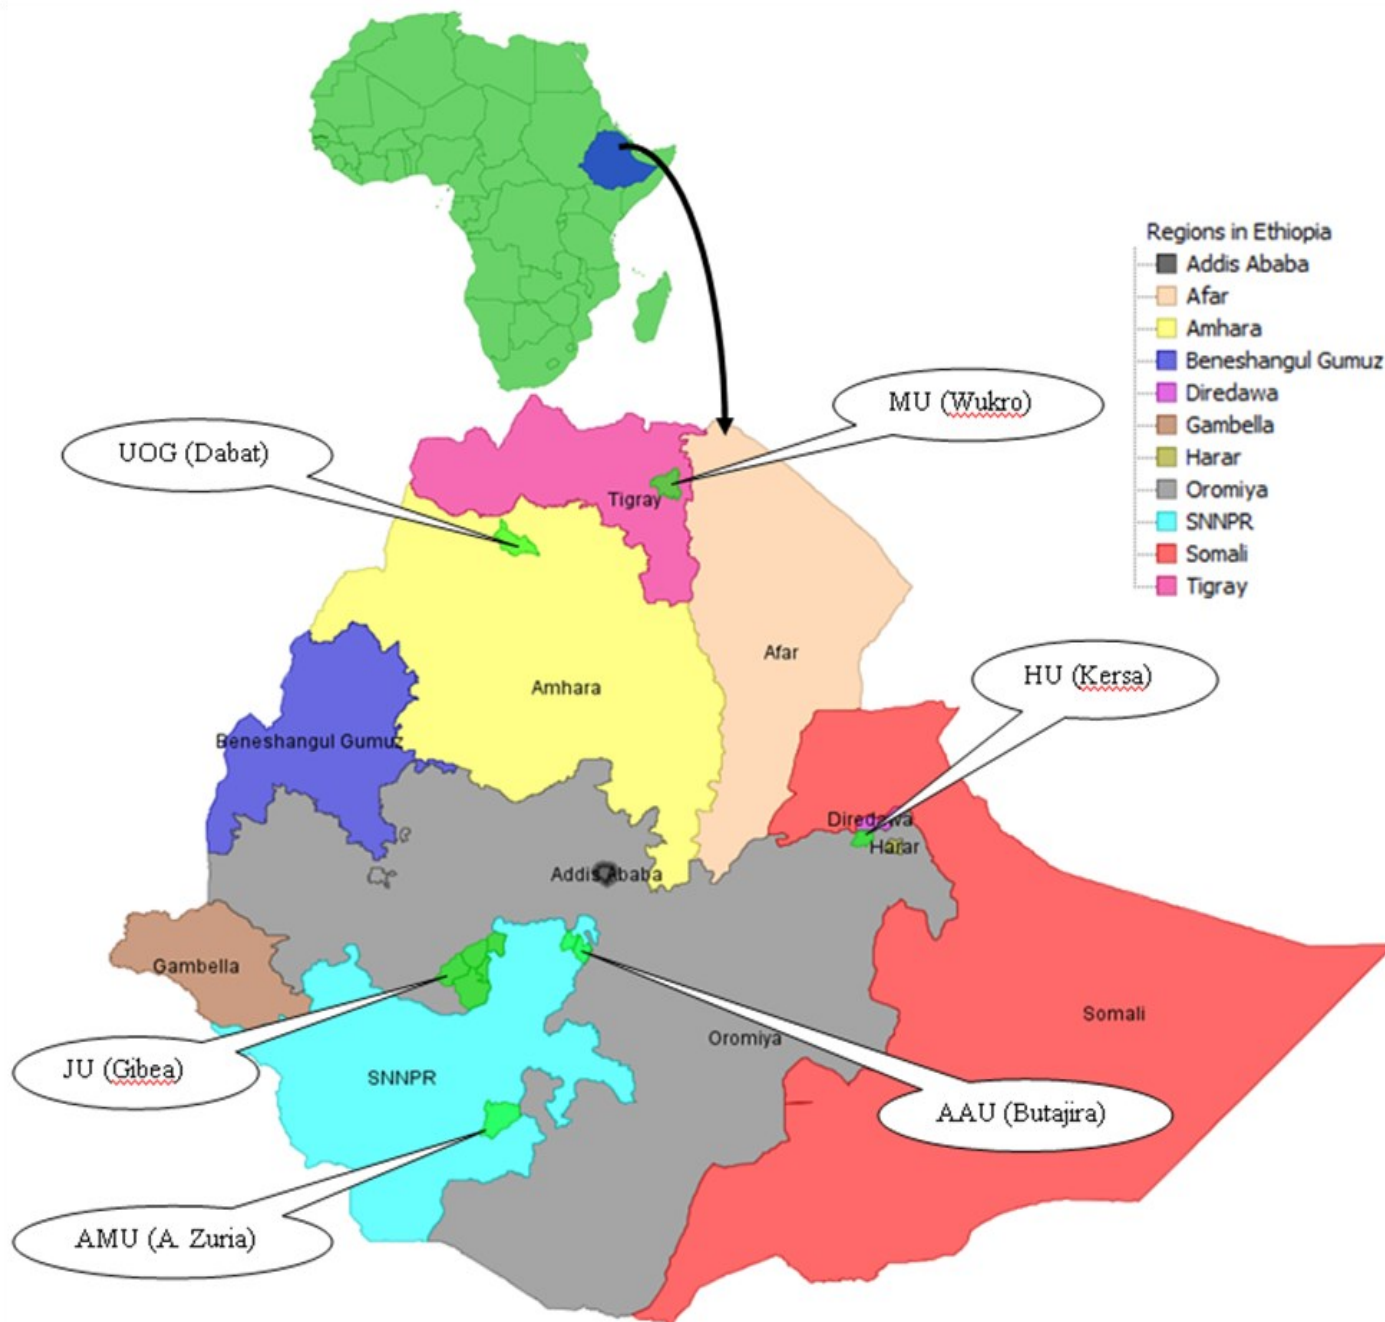 Regions in Ethiopia
Addis Ababa
Afar
Amhara
Beneshangul Gumuz
Diredawa
Gambella
Harar
Oromiya
SNNPR
Somali
Tigray
MU (Wukro)
UOG (Dabat)
Tigray
Afar
HU (Kersa)
Amhara
Beneshangul Gumuz
Diredawa
Harar
Addis Ababa
Gambella
Somali
Oromiya
JU (Gibea)
SNNPR
AAU (Butajira)
AMU (A. Zuria)